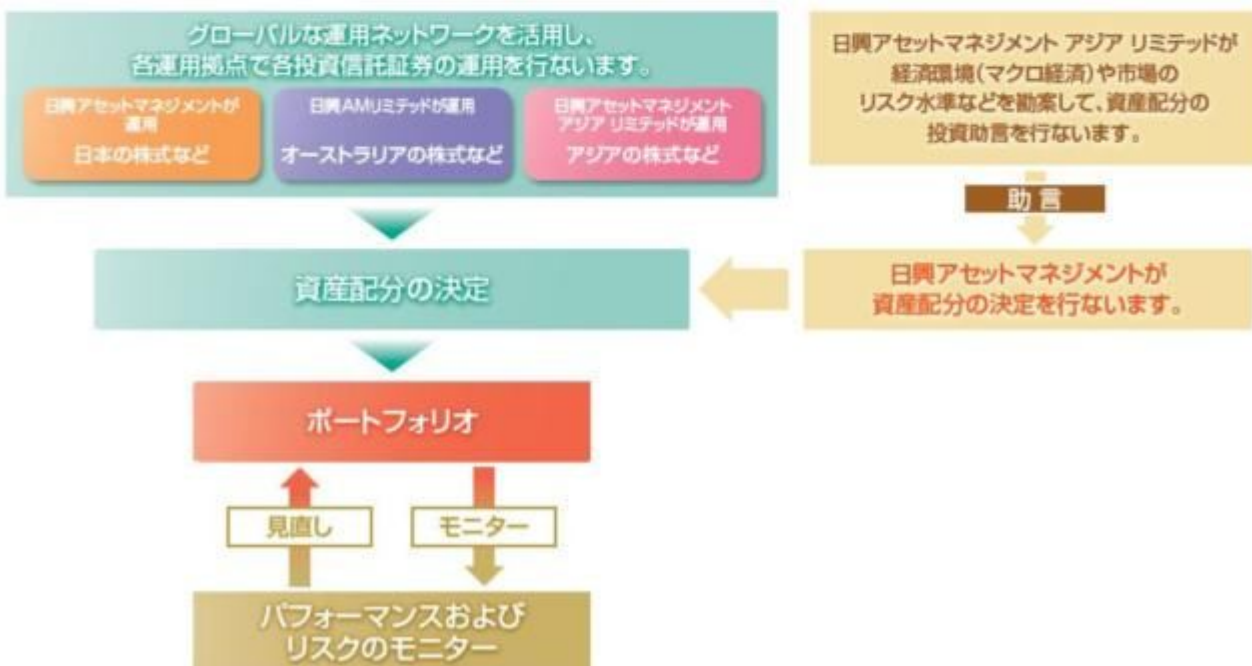 グローバルな運用ネットワークを活用し、
各運用拠点で各投資信託証券の運用を行ないます。
日興アセットマネジメントが
運用
日本の株式など
日興AMリミテッドが運用
オーストラリアの株式など
日興アセットマネジメント
アジア リミテッドが運用
アジアの株式など
日興アセットマネジメント アジア リミテッドが
経済環境(マクロ経済)や市場の
リスク水準などを勘案して、資産配分の
投資助言を行ないます。
助言
日興アセットマネジメントが
資産配分の決定を行ないます。
資産配分の決定
ポートフォリオ
見直し
モニター
パフォーマンスおよび
リスクのモニター